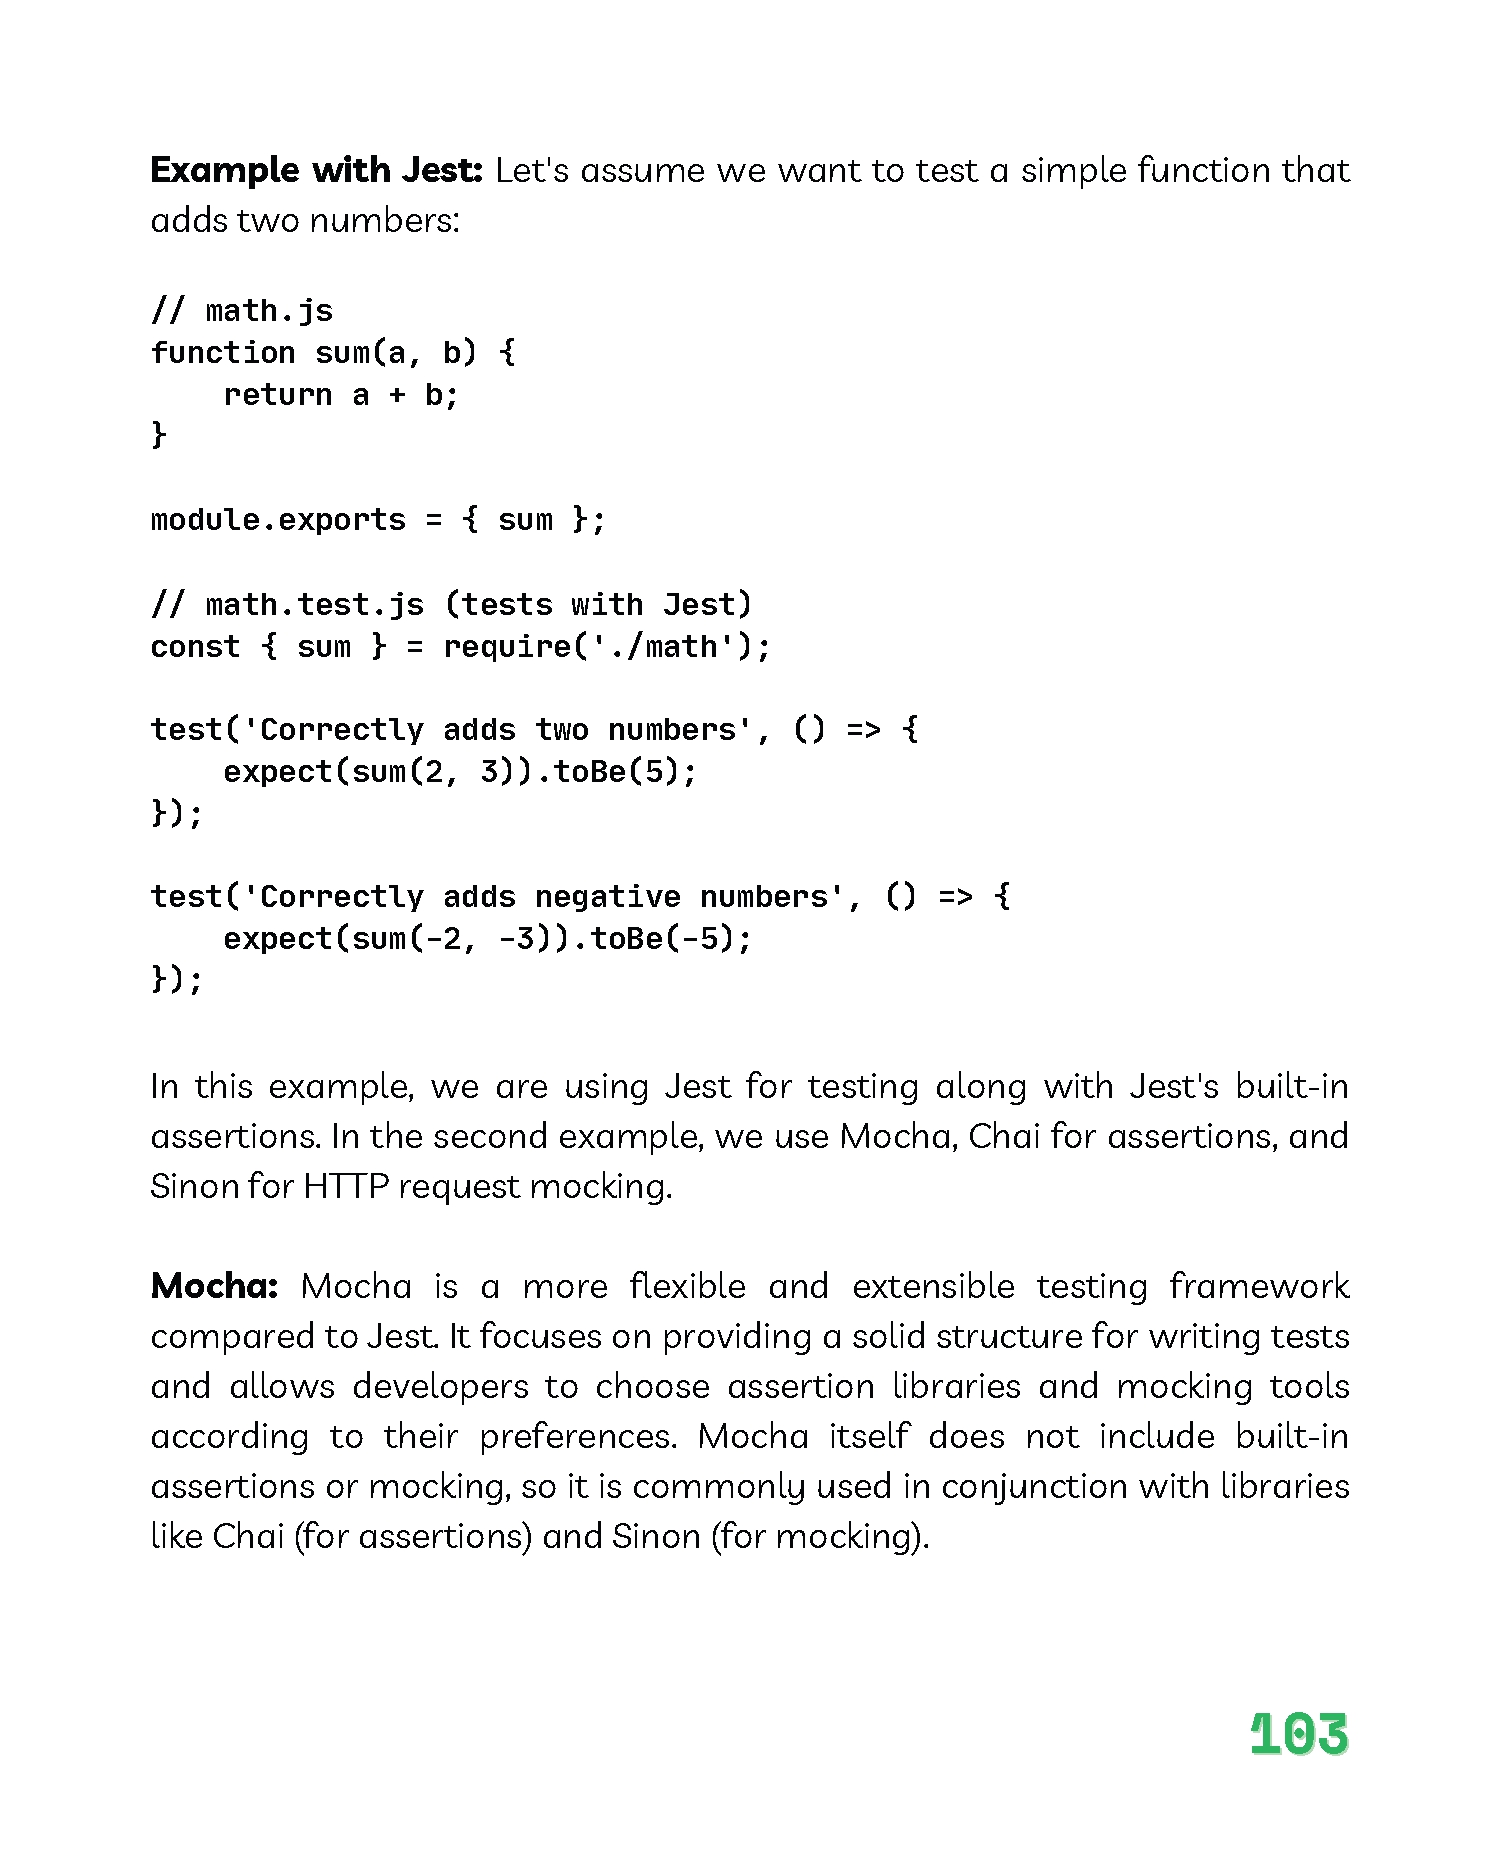 Example with Jest: Let's assume we want to test a simple function that
adds two numbers:
// math.js
function sum(a, b) {
    return a + b;
}
module.exports = { sum };
// math.test.js (tests with Jest)
const { sum } = require('./math');
test('Correctly adds two numbers', () => {
    expect(sum(2, 3)).toBe(5);
});
test('Correctly adds negative numbers', () => {
    expect(sum(-2, -3)).toBe(-5);
});
In this example, we are using Jest for testing along with Jest's built-in
assertions. In the second example, we use Mocha, Chai for assertions, and
Sinon for HTTP request mocking.
Mocha: Mocha is a more flexible and extensible testing framework
compared to Jest. It focuses on providing a solid structure for writing tests
and allows developers to choose assertion libraries and mocking tools
according to their preferences. Mocha itself does not include built-in
assertions or mocking, so it is commonly used in conjunction with libraries
like Chai (for assertions) and Sinon (for mocking).
103